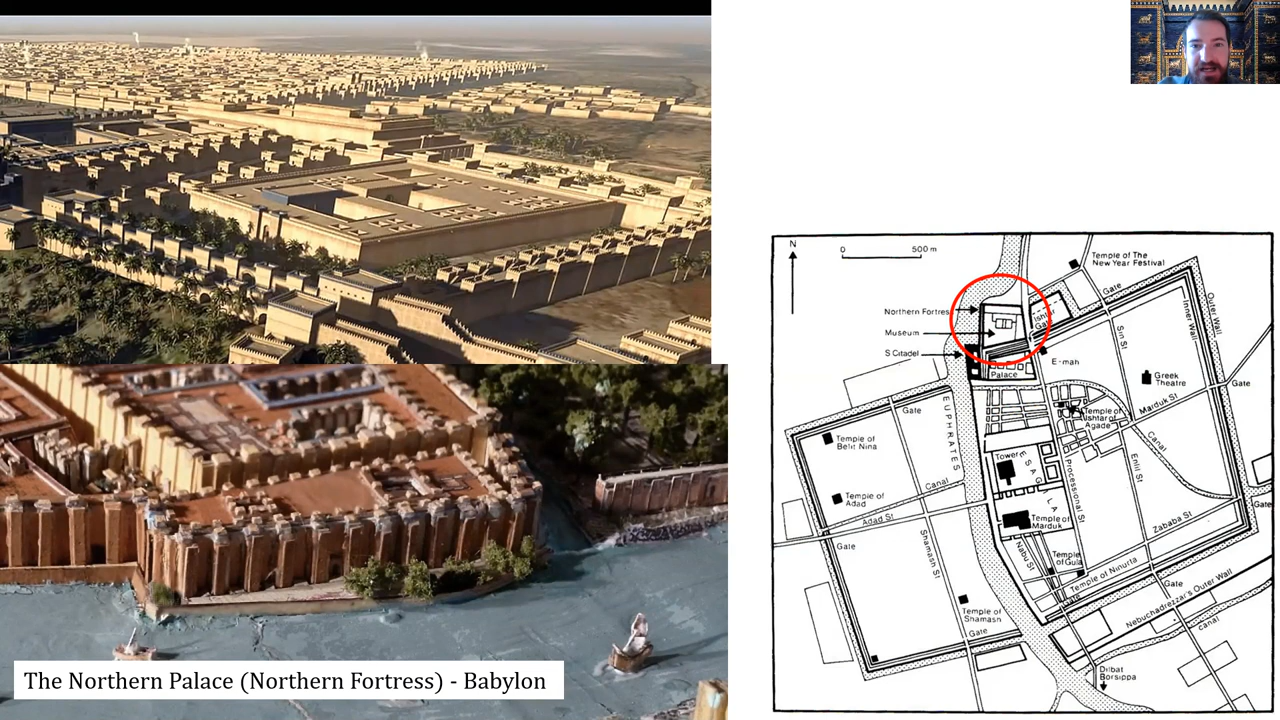 The Northern Palace (Northern Fortress) - Babylon
N
0 500 m
Temple of The
New Year Festival
Gate
Northern Fortres
Ishtar
Gate
Inner Wall
Outer Wall
Museum
Sin St
S Citadel
E-mah
Palace
Greek
Theatre
Gate
EUPHRATES
Gate
Temple of
Ishtar of
Agade
Marduk St
Temple of
Belit Nina
Canal
Tower
ESAGILA
Processional St
Enlil St
Canal
Temple of
Adad
Adad St
Gate
Temple of
Marduk
Zababa St
Gate
Shamash St
Nabu St
Temple
of Gula
Temple of Ninurta
Gate
Gate
Temple of
Shamash
Gate
Nebuchadrezzar's Outer Wall
Canal
Dilbat
Borsippa